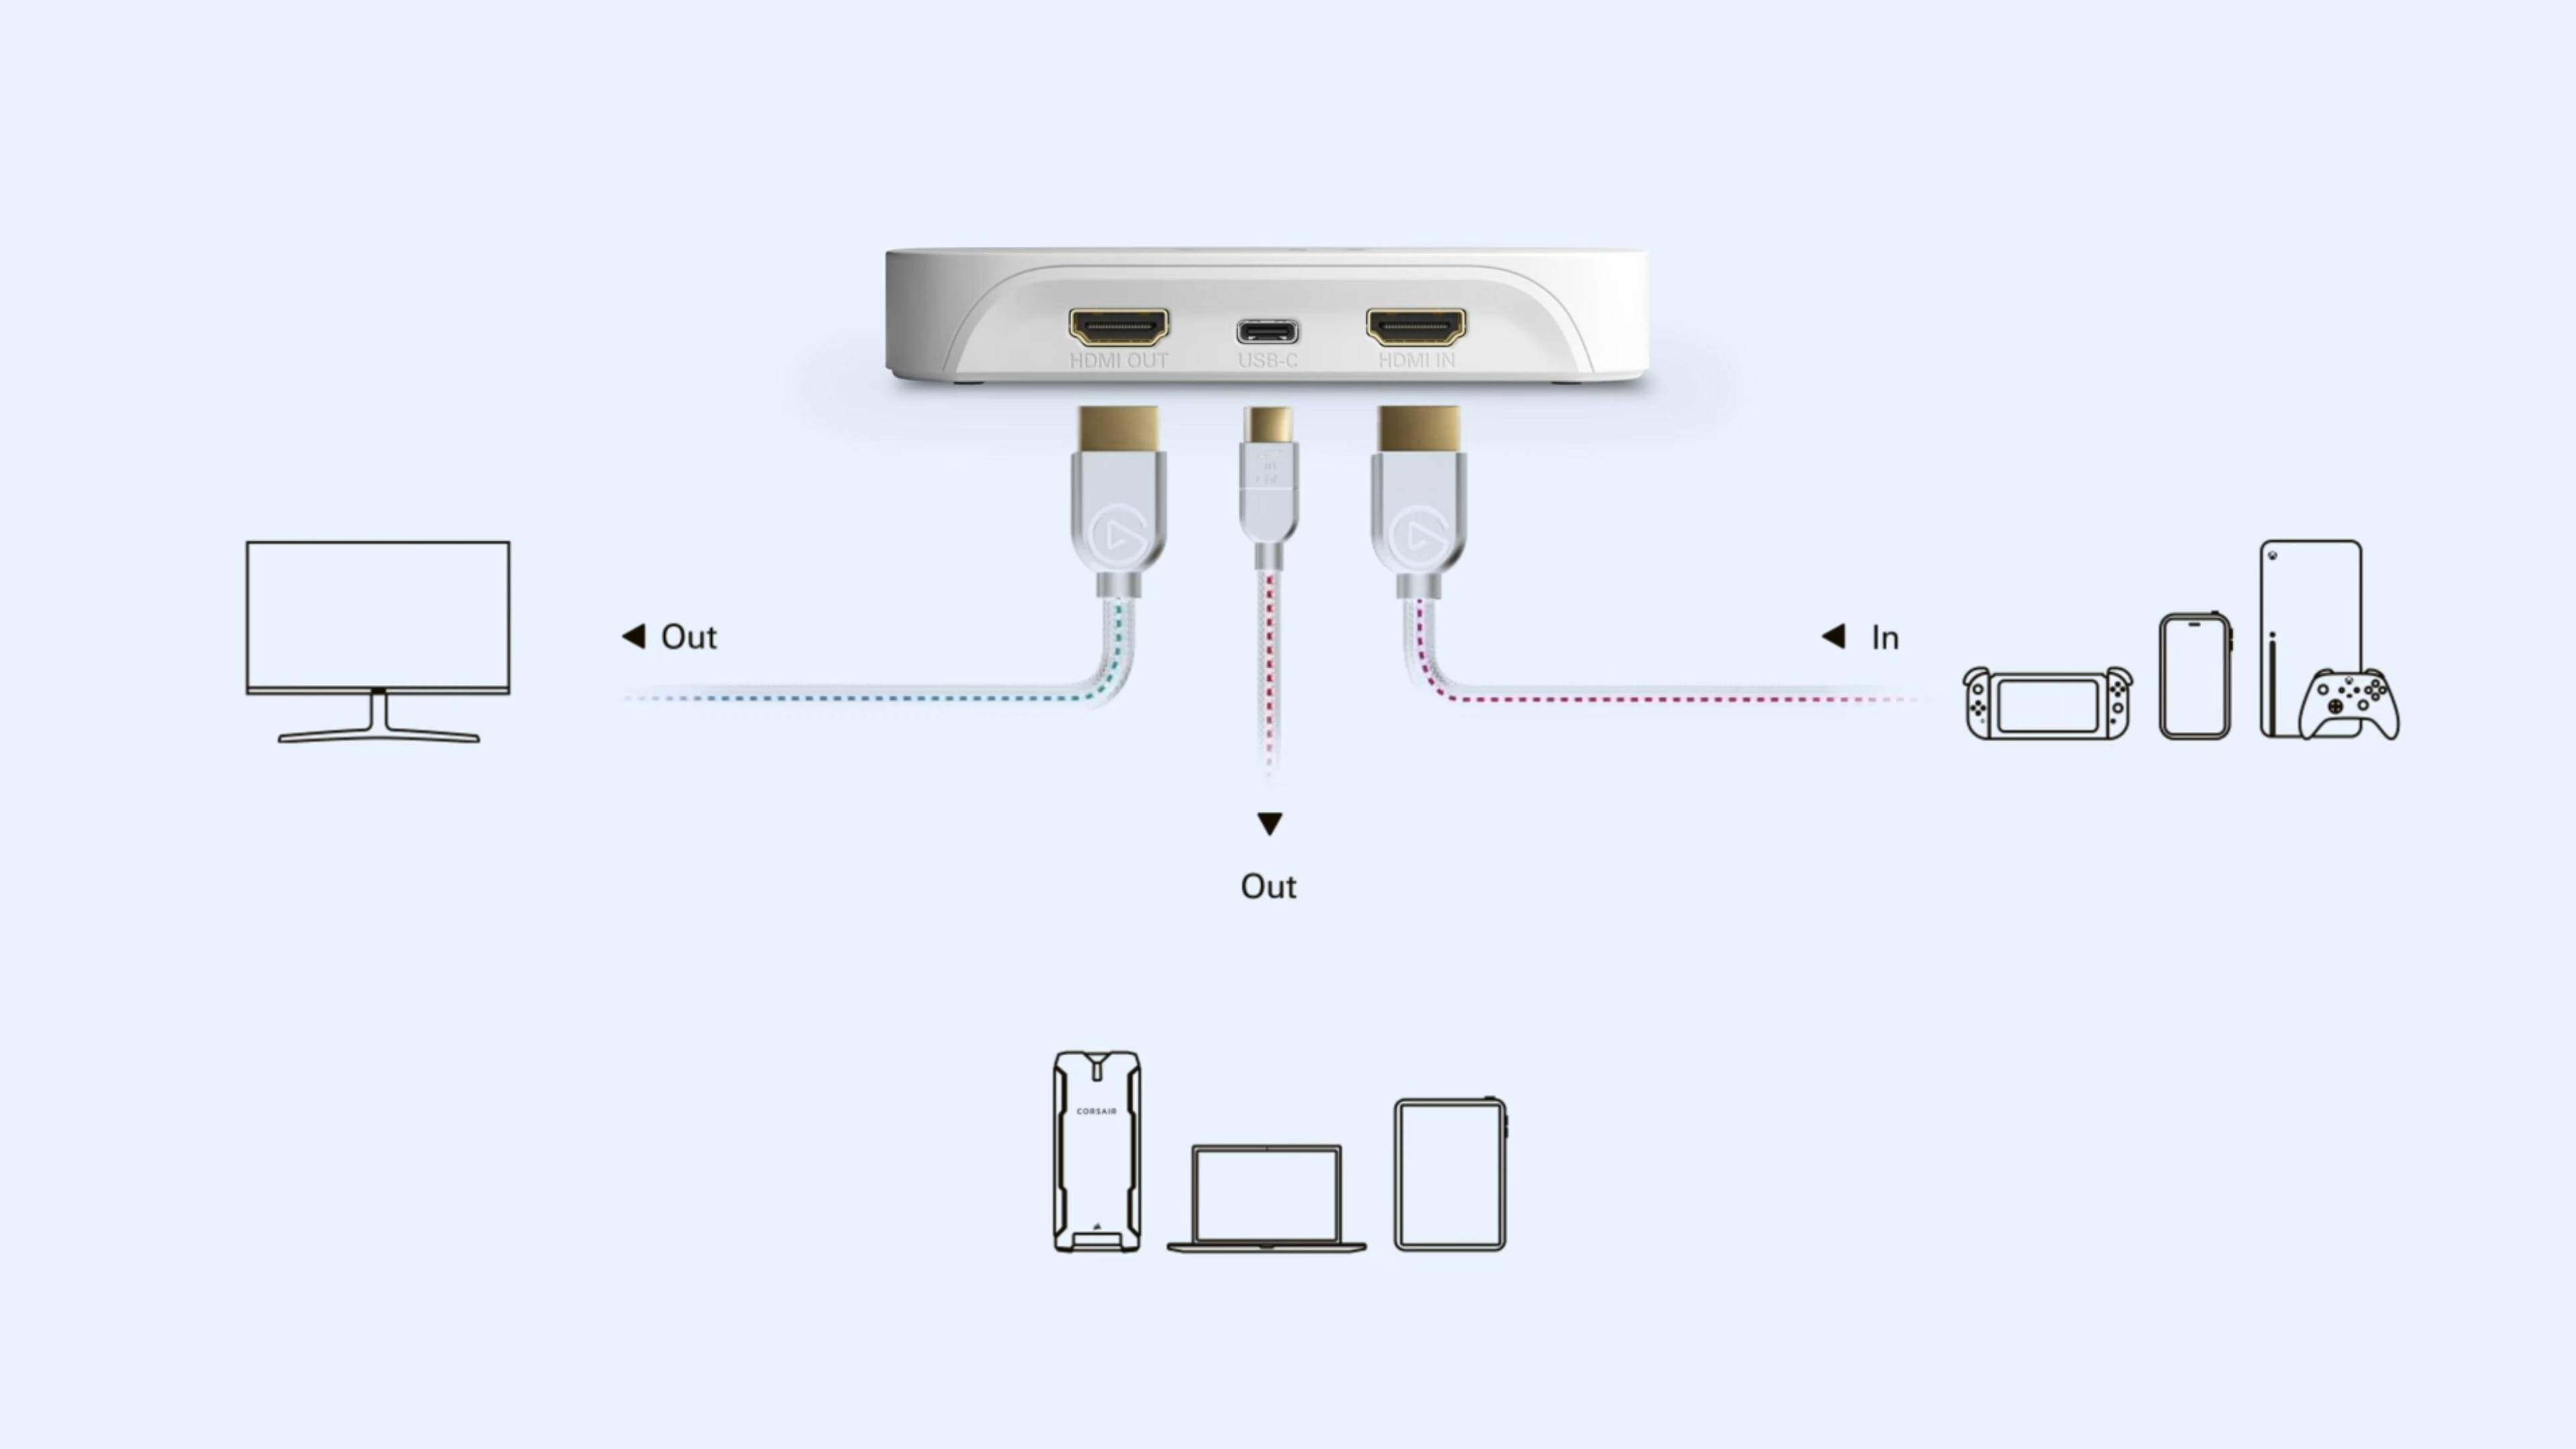 HDMI OUT
USB-C
HDMI IN
Out
In
Out
CORSAIR